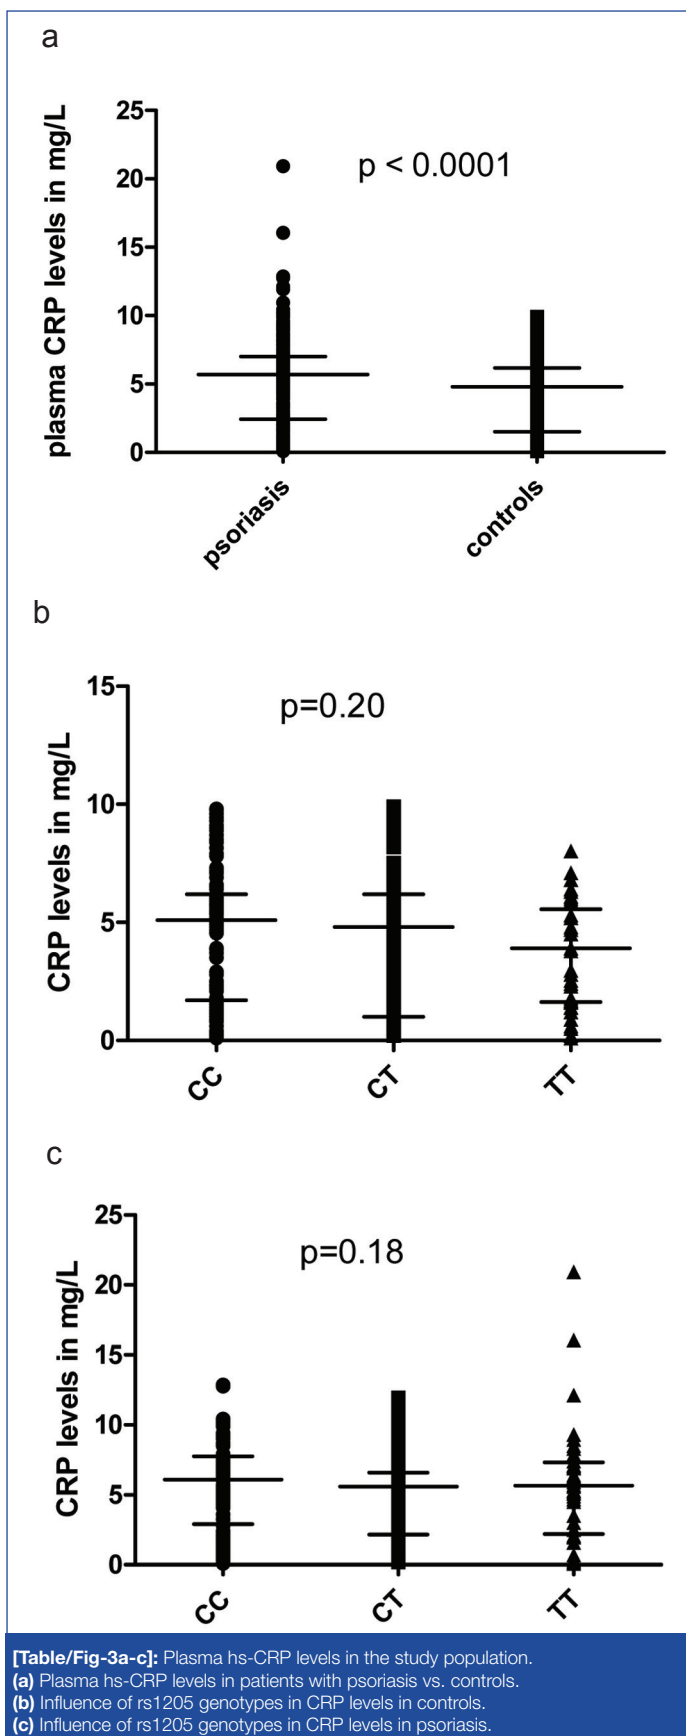 a
plasma CRP levels in mg/L
25
20
15
10
5
0
p < 0.0001
psoriasis
controls
b
CRP levels in mg/L
15
10
5
0
p=0.20
CC
CT
TT
c
CRP levels in mg/L
25
20
15
10
5
0
p=0.18
CC
CT
TT
[Table/Fig-3a-c]: Plasma hs-CRP levels in the study population.
(a) Plasma hs-CRP levels in patients with psoriasis vs. controls.
(b) Influence of rs1205 genotypes in CRP levels in controls.
(c) Influence of rs1205 genotypes in CRP levels in psoriasis.